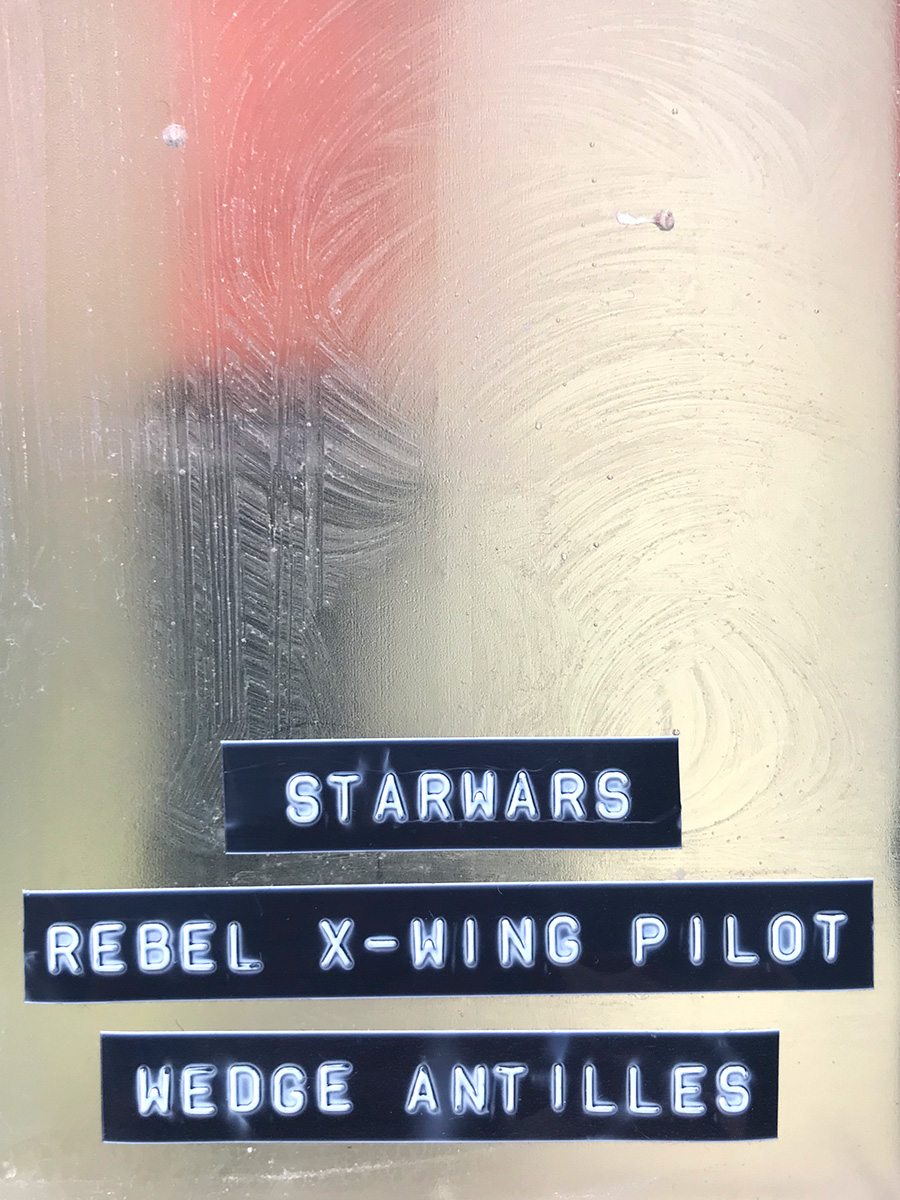 STARWARS
REBEL X-WING PILOT
WEDGE ANTILLES